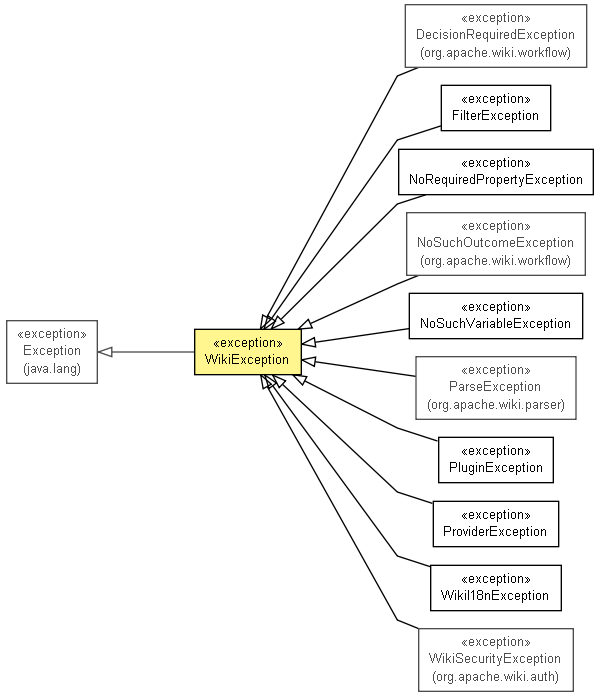 «exception»
DecisionRequiredException
(org.apache.wiki.workflow)
«exception»
FilterException
«exception»
NoRequiredPropertyException
«exception»
NoSuchOutcomeException
(org.apache.wiki.workflow)
«exception»
NoSuchVariableException
«exception»
Exception
(java.lang)
«exception»
WikiException
«exception»
ParseException
(org.apache.wiki.parser)
«exception»
PluginException
«exception»
ProviderException
«exception»
WikiI18nException
«exception»
WikiSecurityException
(org.apache.wiki.auth)